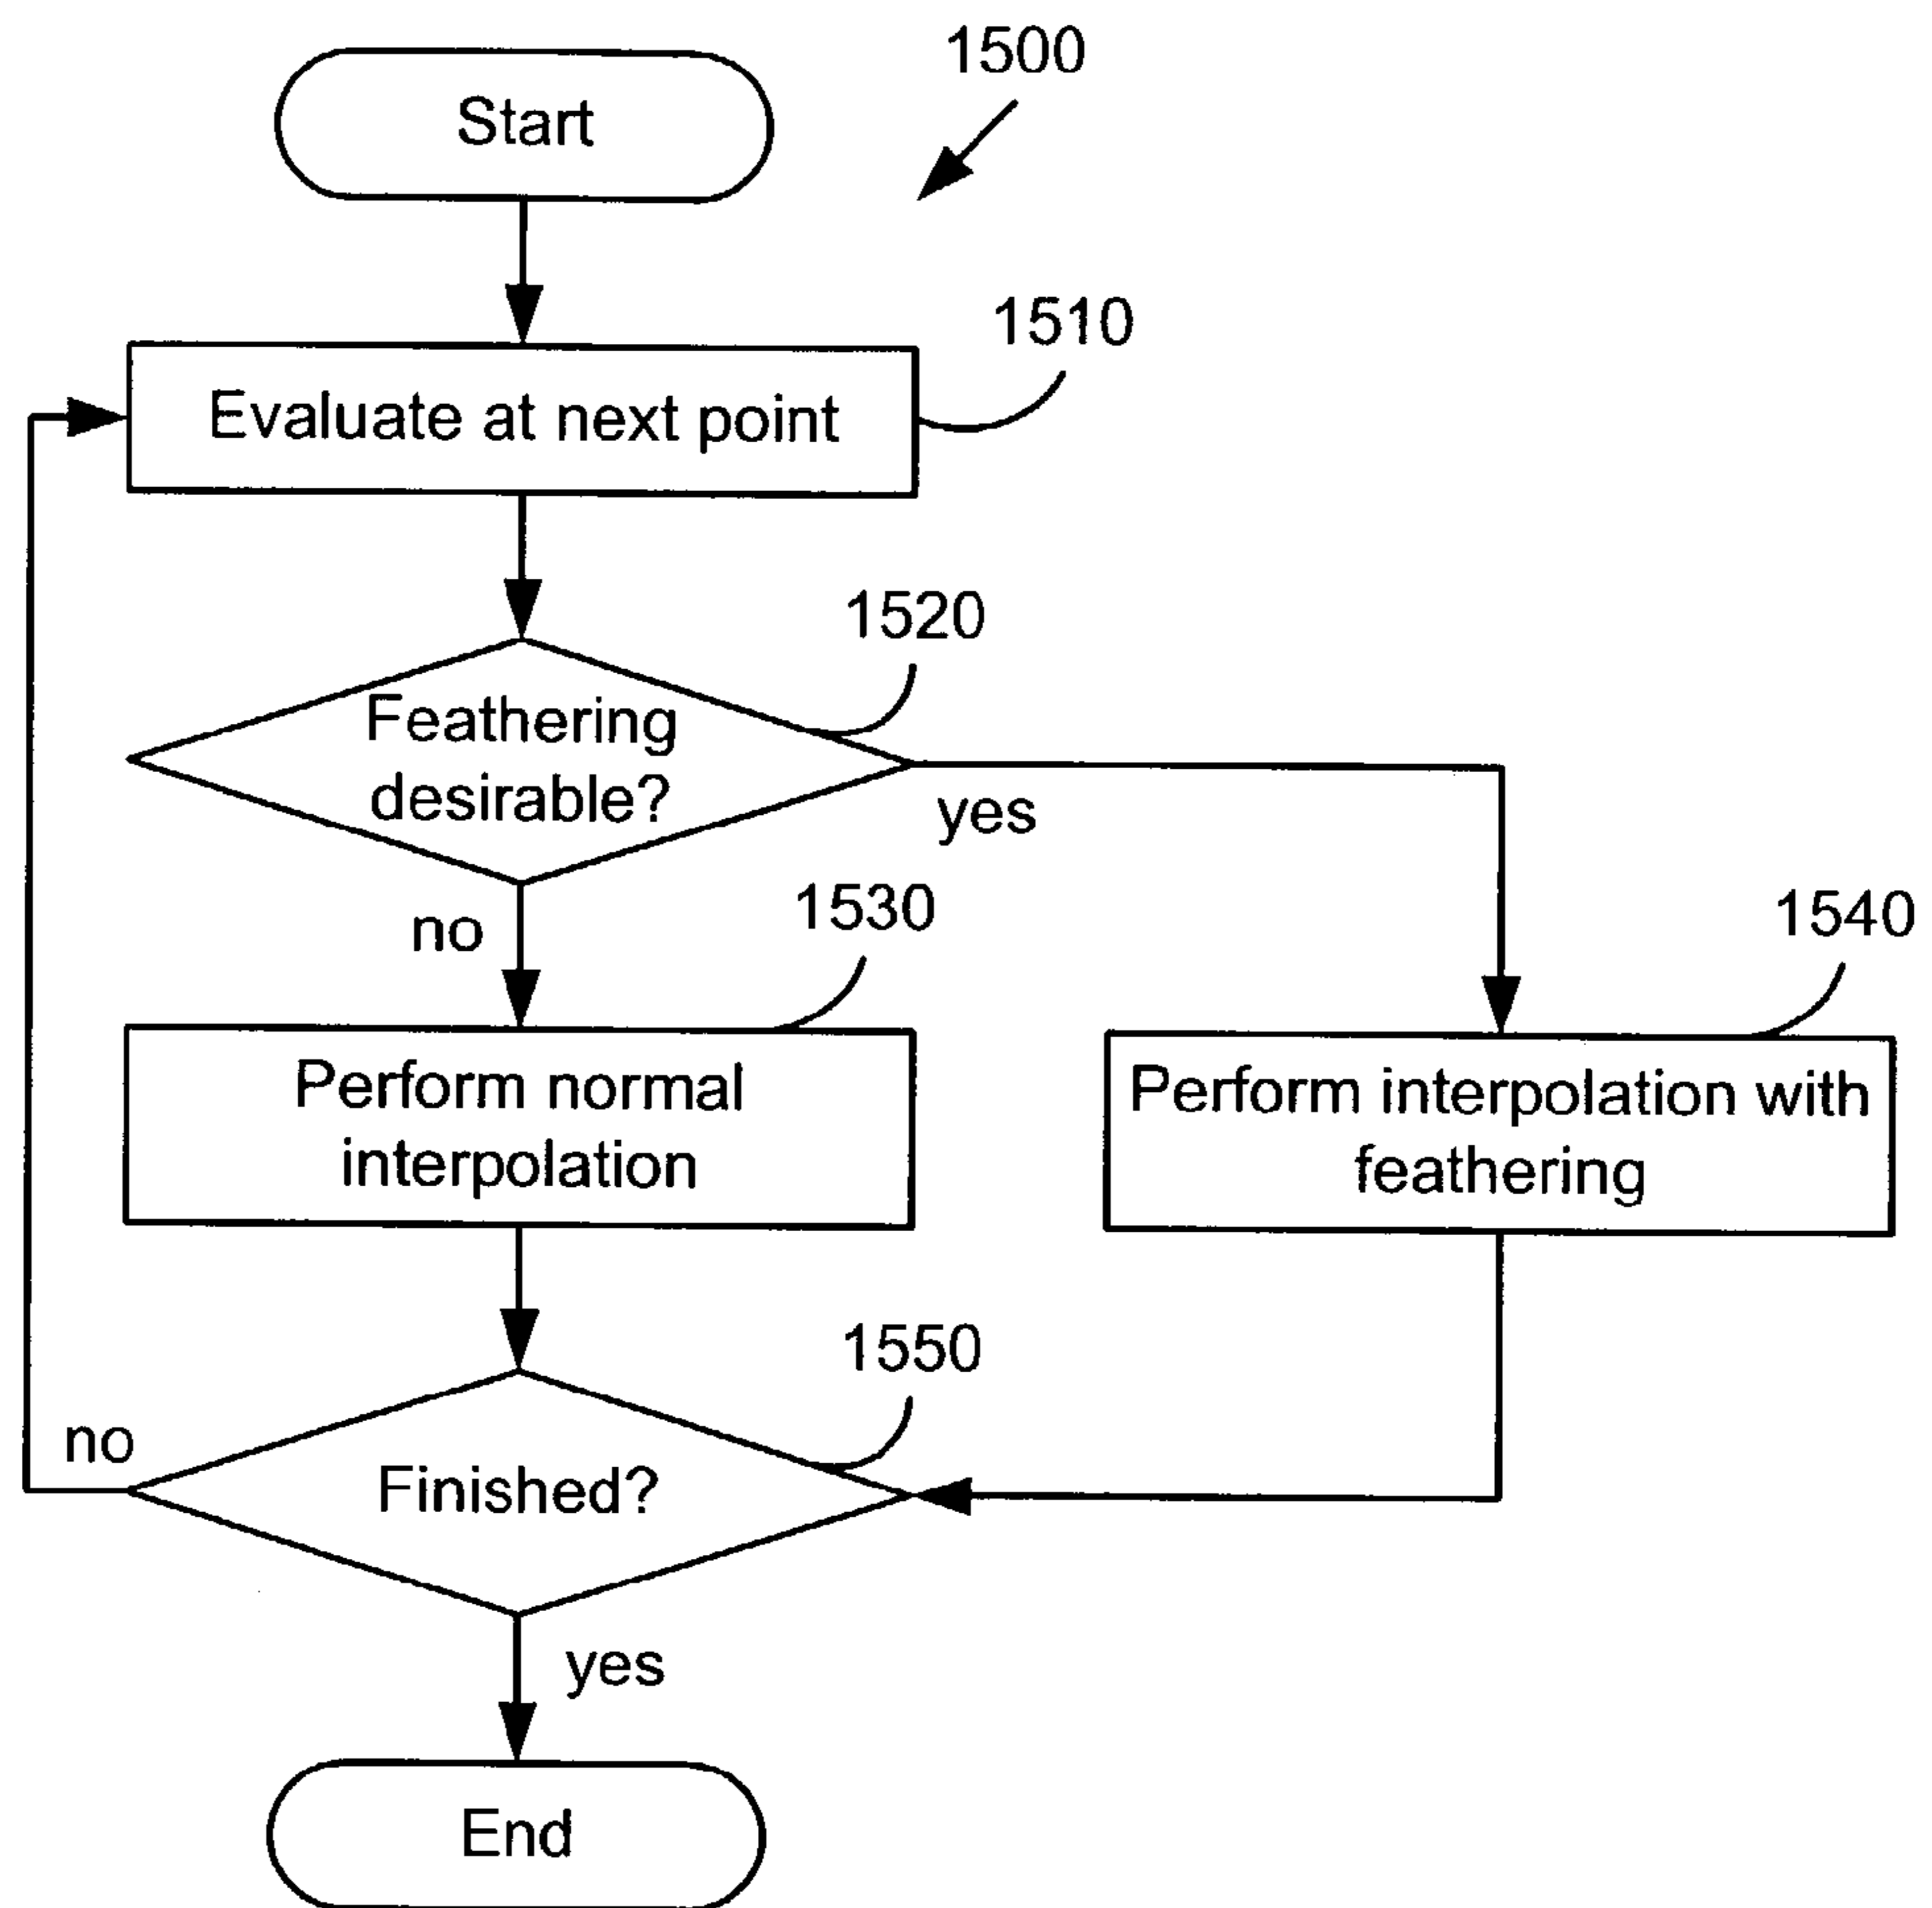 1500
Start
1510
Evaluate at next point
1520
Feathering
desirable?
yes
no
1530
1540
Perform normal
interpolation
Perform interpolation with
feathering
1550
no
Finished?
yes
End